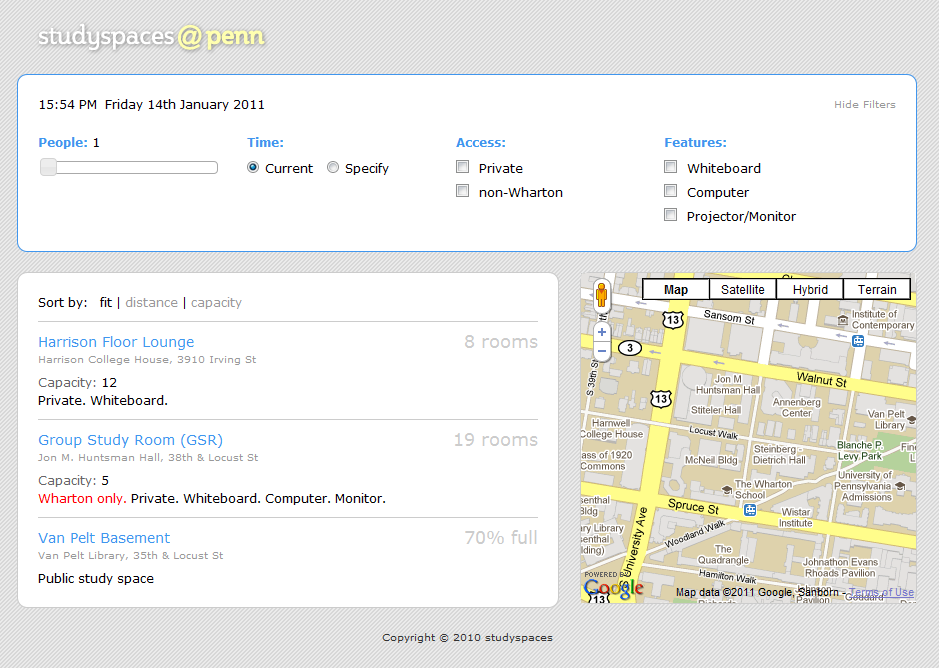 studyspaces@penn
15:54 PM  Friday 14th January 2011
Hide Filters
People: 1
Time:
Current
Specify
Access:
Private
non-Wharton
Features:
Whiteboard
Computer
Projector/Monitor
Sort by: fit | distance | capacity
Harrison Floor Lounge
8 rooms
Harrison College House, 3910 Irving St
Capacity: 12
Private. Whiteboard.
Group Study Room (GSR)
19 rooms
Jon M. Huntsman Hall, 38th & Locust St
Capacity: 5
Wharton only. Private. Whiteboard. Computer. Monitor.
Van Pelt Basement
70% full
Van Pelt Library, 35th & Locust St
Public study space
Map
Satellite
Hybrid
Terrain
13
Sansom St
Institute of
Contemporary
3
S 39th St
Walnut St
Jon M
Huntsman Hall
13
Stiteler Hall
Annenberg
Center
Van Pelt
Library
Harnwell
College House
Locust Walk
Blanche P.
Levy Park
ass of 1920
Commons
McNeil Bldg
Steinberg -
Dietrich Hall
University of
Pennsylvania
Admissions
The Wharton
School
Spruce St
Wistar
Institute
Woodland Walk
S University Ave
The
Quadrangle
Johnathon Evans
Rhoads Pavilion
Hamilton Walk
Pavilion
Goddard
POWERED BY
Google
13
Map data ©2011 Google, Sanborn - Terms of Use
Copyright © 2010 studyspaces